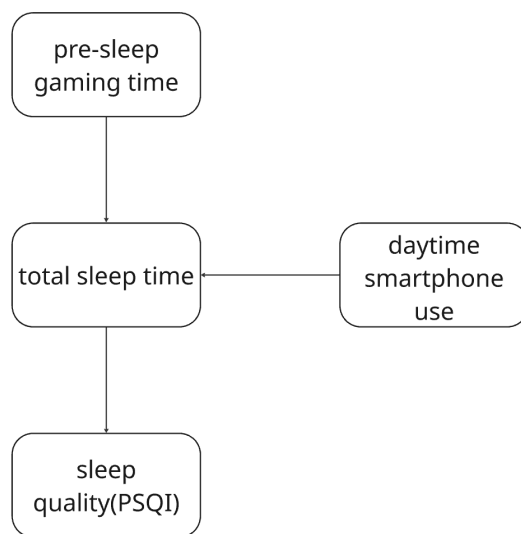 pre-sleep
gaming time
total sleep time
daytime
smartphone
use
sleep
quality(PSQI)